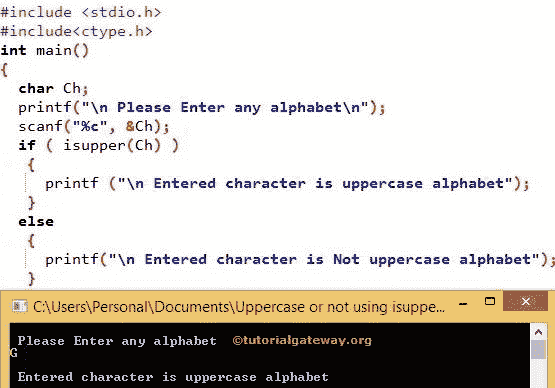 #include <stdio.h>
#include<ctype.h>
int main()
{
char Ch;
printf("\n Please Enter any alphabet\n");
scanf("%c", &Ch);
if ( isupper(Ch) )
{
printf ("\n Entered character is uppercase alphabet");
}
else
{
printf("\n Entered character is Not uppercase alphabet");
}
C:\Users\Personal\Documents\Uppercase or not using isuppe...
Please Enter any alphabet ©tutorialgateway.org
G
Entered character is uppercase alphabet